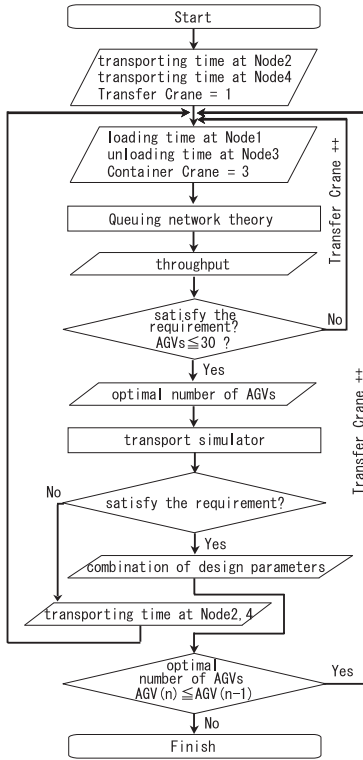 Start
transporting time at Node2
transporting time at Node4
Transfer Crane = 1
loading time at Node1
unloading time at Node3
Container Crane = 3
Transfer Crane ++
Queuing network theory
throughput
satisfy the
requirement?
AGVs≦30 ?
No
Yes
optimal number of AGVs
Transfer Crane ++
transport simulator
No
satisfy the requirement?
Yes
combination of design parameters
transporting time at Node2,4
optimal
number of AGVs
AGV(n)≦AGV(n-1)
Yes
No
Finish